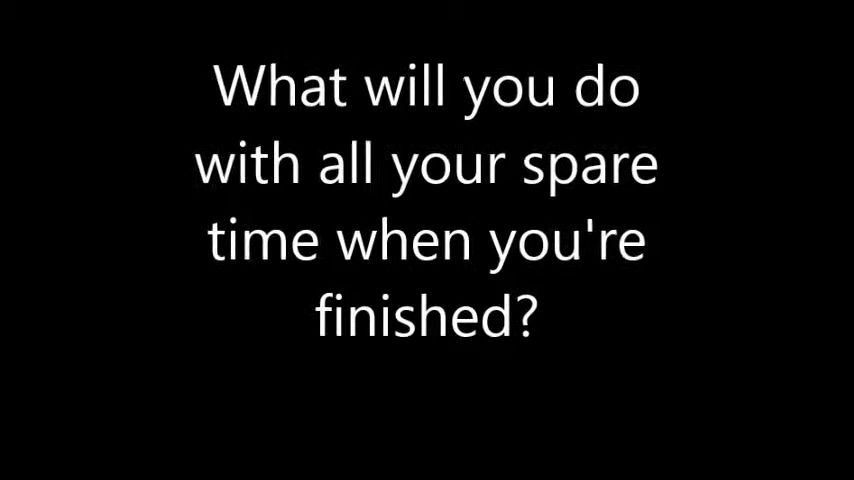 What will you do
with all your spare
time when you're
finished?